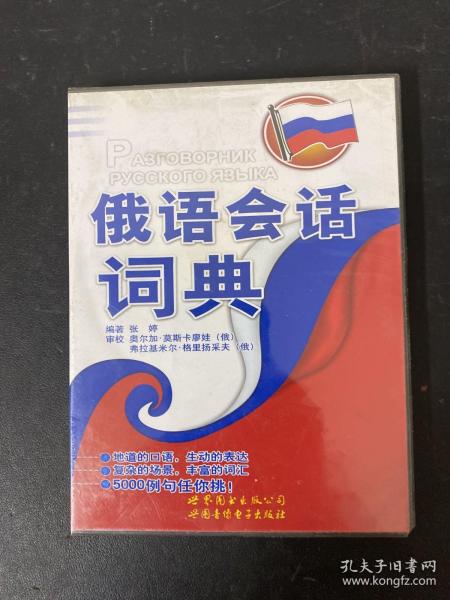 РАЗГОВОРНИК
РУССКОГО ЯЗЫКА
俄语会话
词典
编著 张 婷
审校 奥尔加·莫斯卡廖娃（俄）
弗拉基米尔·格里扬采夫（俄）
地道的口语，生动的表达
复杂的场景，丰富的词汇
5000例句任你挑！
世界图书出版公司
世图音像电子出版社
孔夫子旧书网
www.kongfz.com